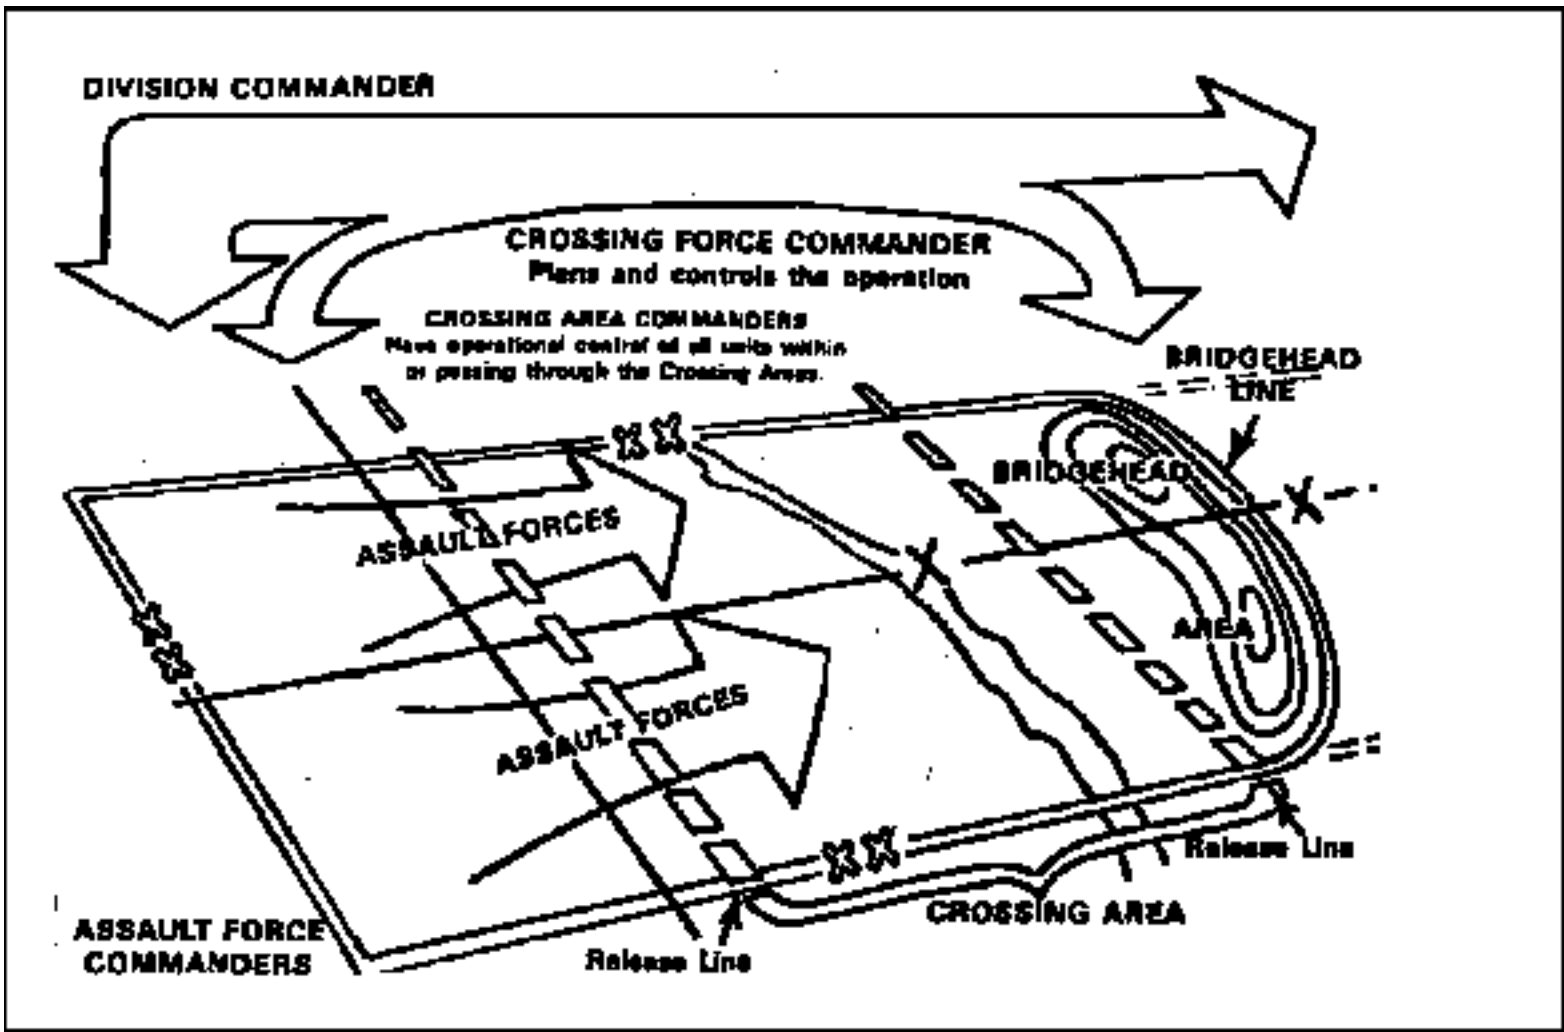 DIVISION COMMANDER
CROSSING FORCE COMMANDER
Plans and controls the operation
CROSSING AREA COMMANDERS
Have operational control of all units within
or passing through the Crossing Areas.
BRIDGEHEAD
LINE
BRIDGEHEAD
ASSAULT FORCES
AREA
ASSAULT FORCES
Release Line
CROSSING AREA
ASSAULT FORCE
COMMANDERS
Release Line